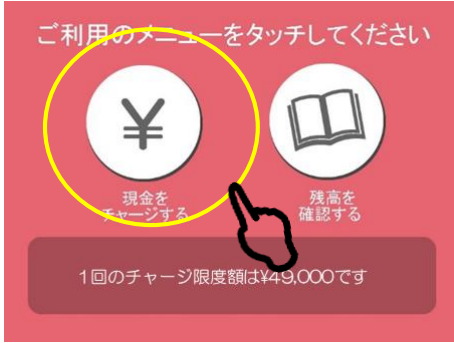 ご利用のメニューをタッチしてください
¥
現金を
チャージする
残高を
確認する
1回のチャージ限度額は¥49,000です